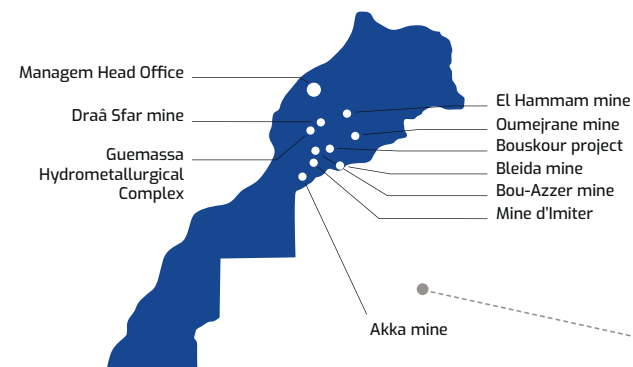 Managem Head Office
Draâ Sfar mine
Guemassa
Hydrometallurgical
Complex
El Hammam mine
Oumejrane mine
Bouskour project
Bleida mine
Bou-Azzer mine
Mine d'Imiter
Akka mine